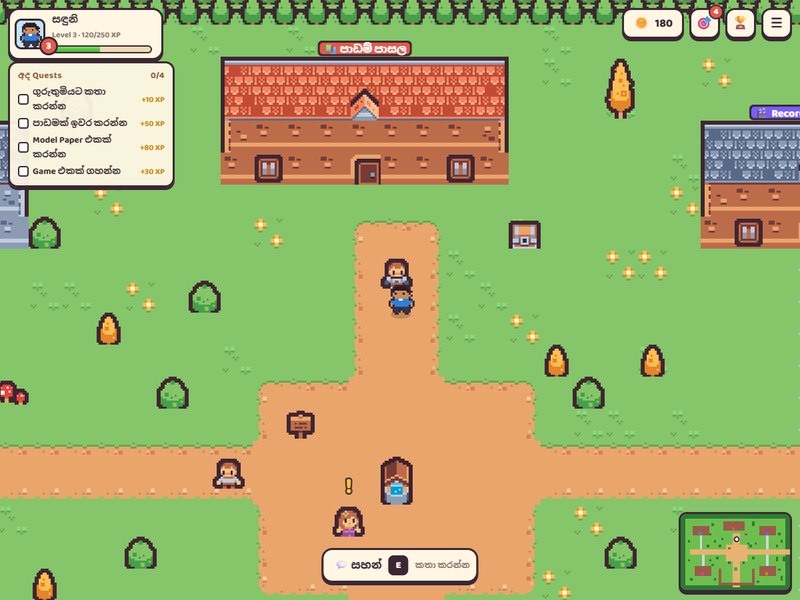 සඳුනි
Level 3 · 120/250 XP
3
අද Quests 0/4
ගුරුතුමියට කතා කරන්න +10 XP
පාඩමක් ඉවර කරන්න +50 XP
Model Paper එකක් කරන්න +80 XP
Game එකක් ගහන්න +30 XP
පාඩම් පාසල
180
4
Recor
!
සහන් E කතා කරන්න